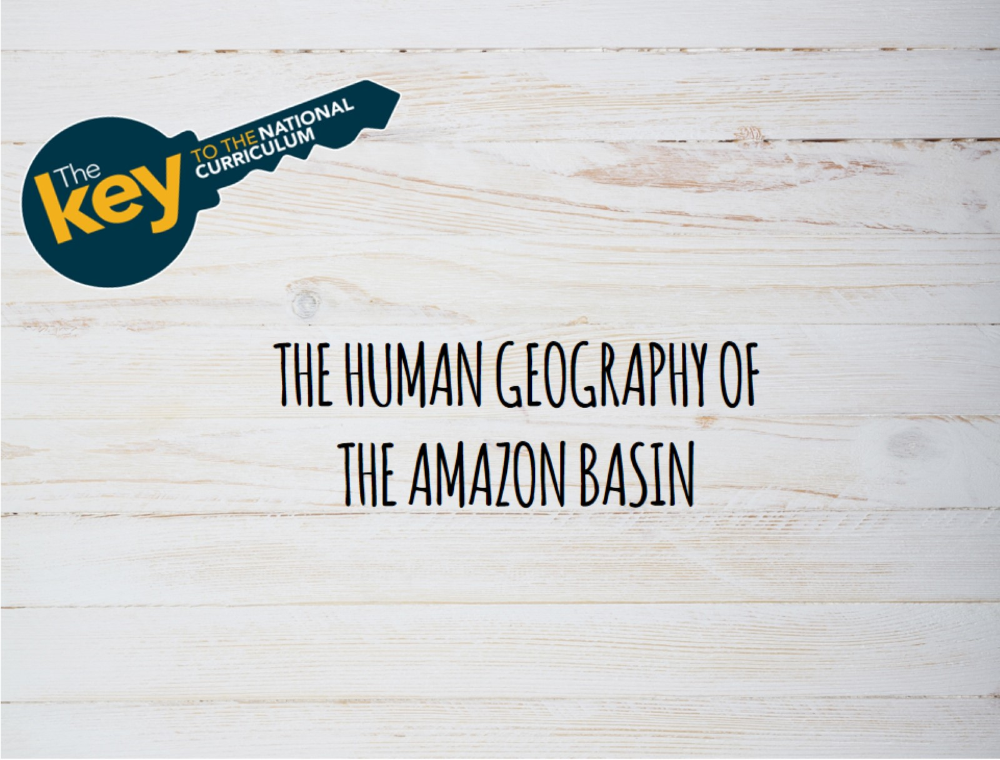 The
key
TO THE NATIONAL
CURRICULUM
THE HUMAN GEOGRAPHY OF
THE AMAZON BASIN